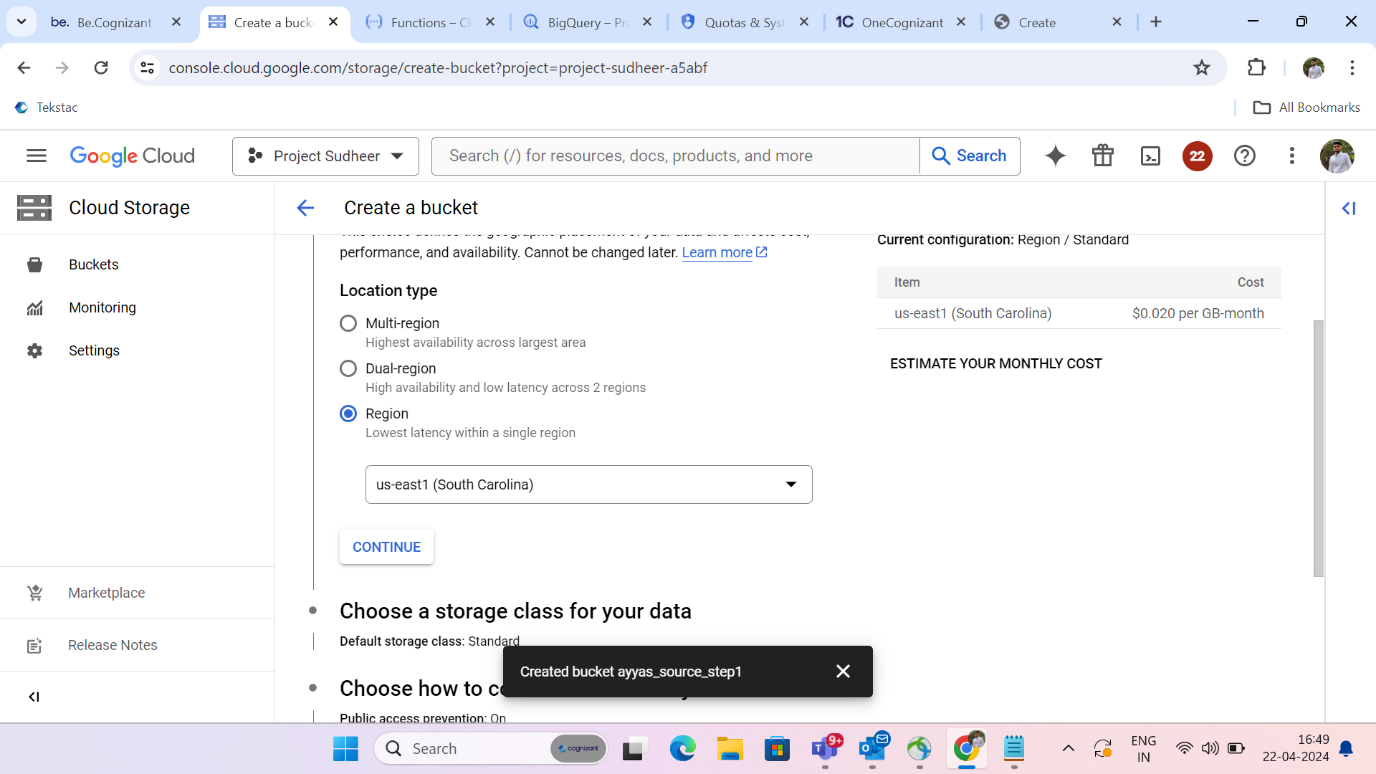 be. Be.Cognizant
Create a bucke
Functions – Cl
BigQuery – Pr
Quotas & Syst
1C OneCognizant
Create
console.cloud.google.com/storage/create-bucket?project=project-sudheer-a5abf
Tekstac
All Bookmarks
Google Cloud
Project Sudheer
Search (/) for resources, docs, products, and more
Search
22
Cloud Storage
Create a bucket
Buckets
Monitoring
Settings
Marketplace
Release Notes
performance, and availability. Cannot be changed later. Learn more
Location type
Multi-region
Highest availability across largest area
Dual-region
High availability and low latency across 2 regions
Region
Lowest latency within a single region
us-east1 (South Carolina)
CONTINUE
Choose a storage class for your data
Default storage class: Standard
Choose how to co
Public access prevention: On
Current configuration: Region / Standard
Item Cost
us-east1 (South Carolina) $0.020 per GB-month
ESTIMATE YOUR MONTHLY COST
Created bucket ayyas_source_step1
Search
cognizant
9+
ENG
IN
16:49
22-04-2024